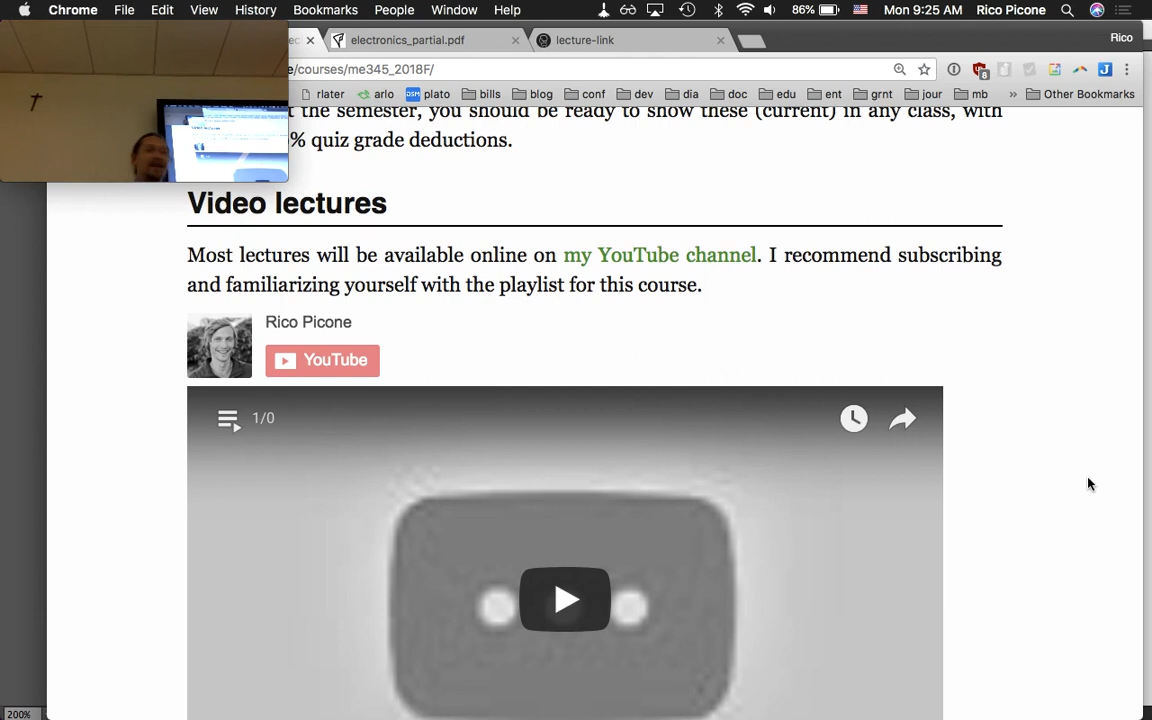 Chrome File Edit View History Bookmarks People Window Help 86% Mon 9:25 AM Rico Picone
electronics_partial.pdf lecture-link Rico
/courses/me345_2018F/ 8
rlater arlo DSM plato bills blog conf dev dia doc edu ent grnt jour mb » Other Bookmarks
the semester, you should be ready to show these (current) in any class, with
% quiz grade deductions.
Video lectures
Most lectures will be available online on my YouTube channel. I recommend subscribing
and familiarizing yourself with the playlist for this course.
Rico Picone
YouTube
1/0
200%